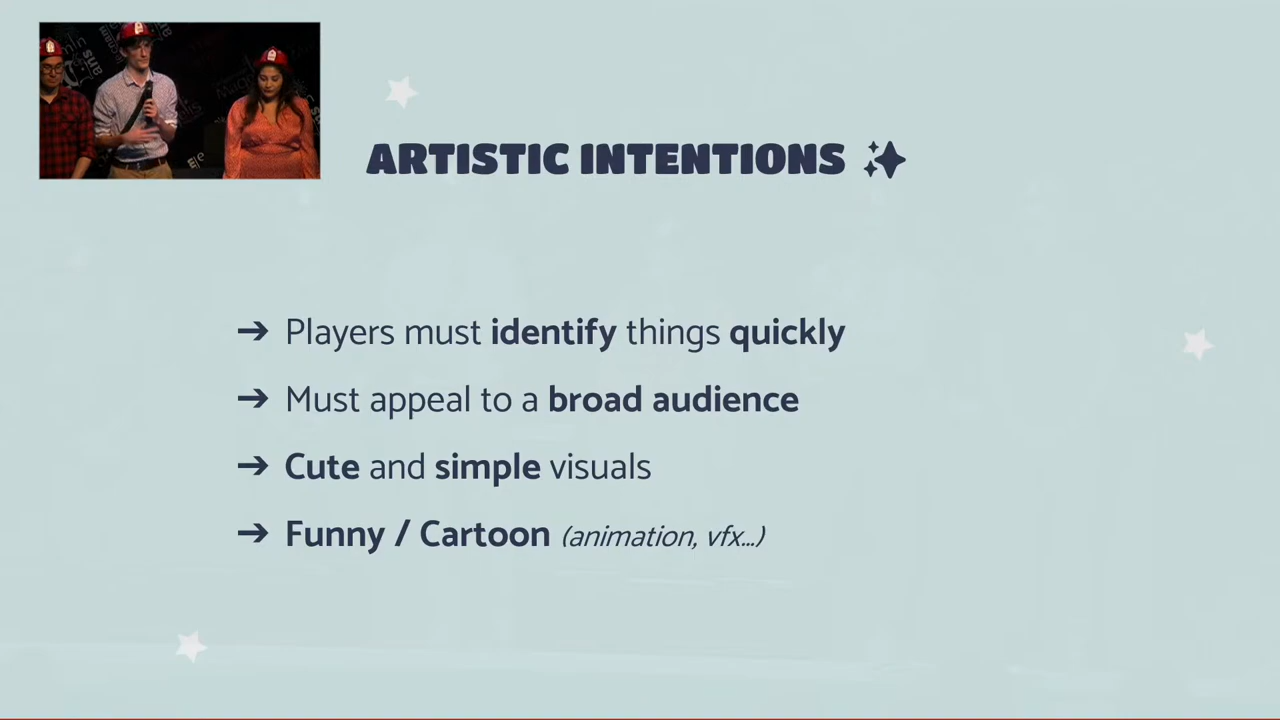 ARTISTIC INTENTIONS
➔ Players must identify things quickly
➔ Must appeal to a broad audience
➔ Cute and simple visuals
➔ Funny / Cartoon (animation, vfx...)